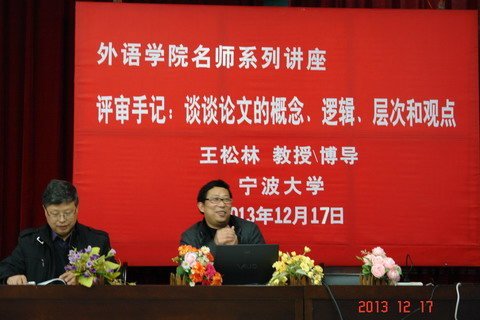 外语学院名师系列讲座
评审手记：谈谈论文的概念、逻辑、层次和观点
王松林 教授\博导
宁波大学
2013年12月17日
VAIO
2013 12 17